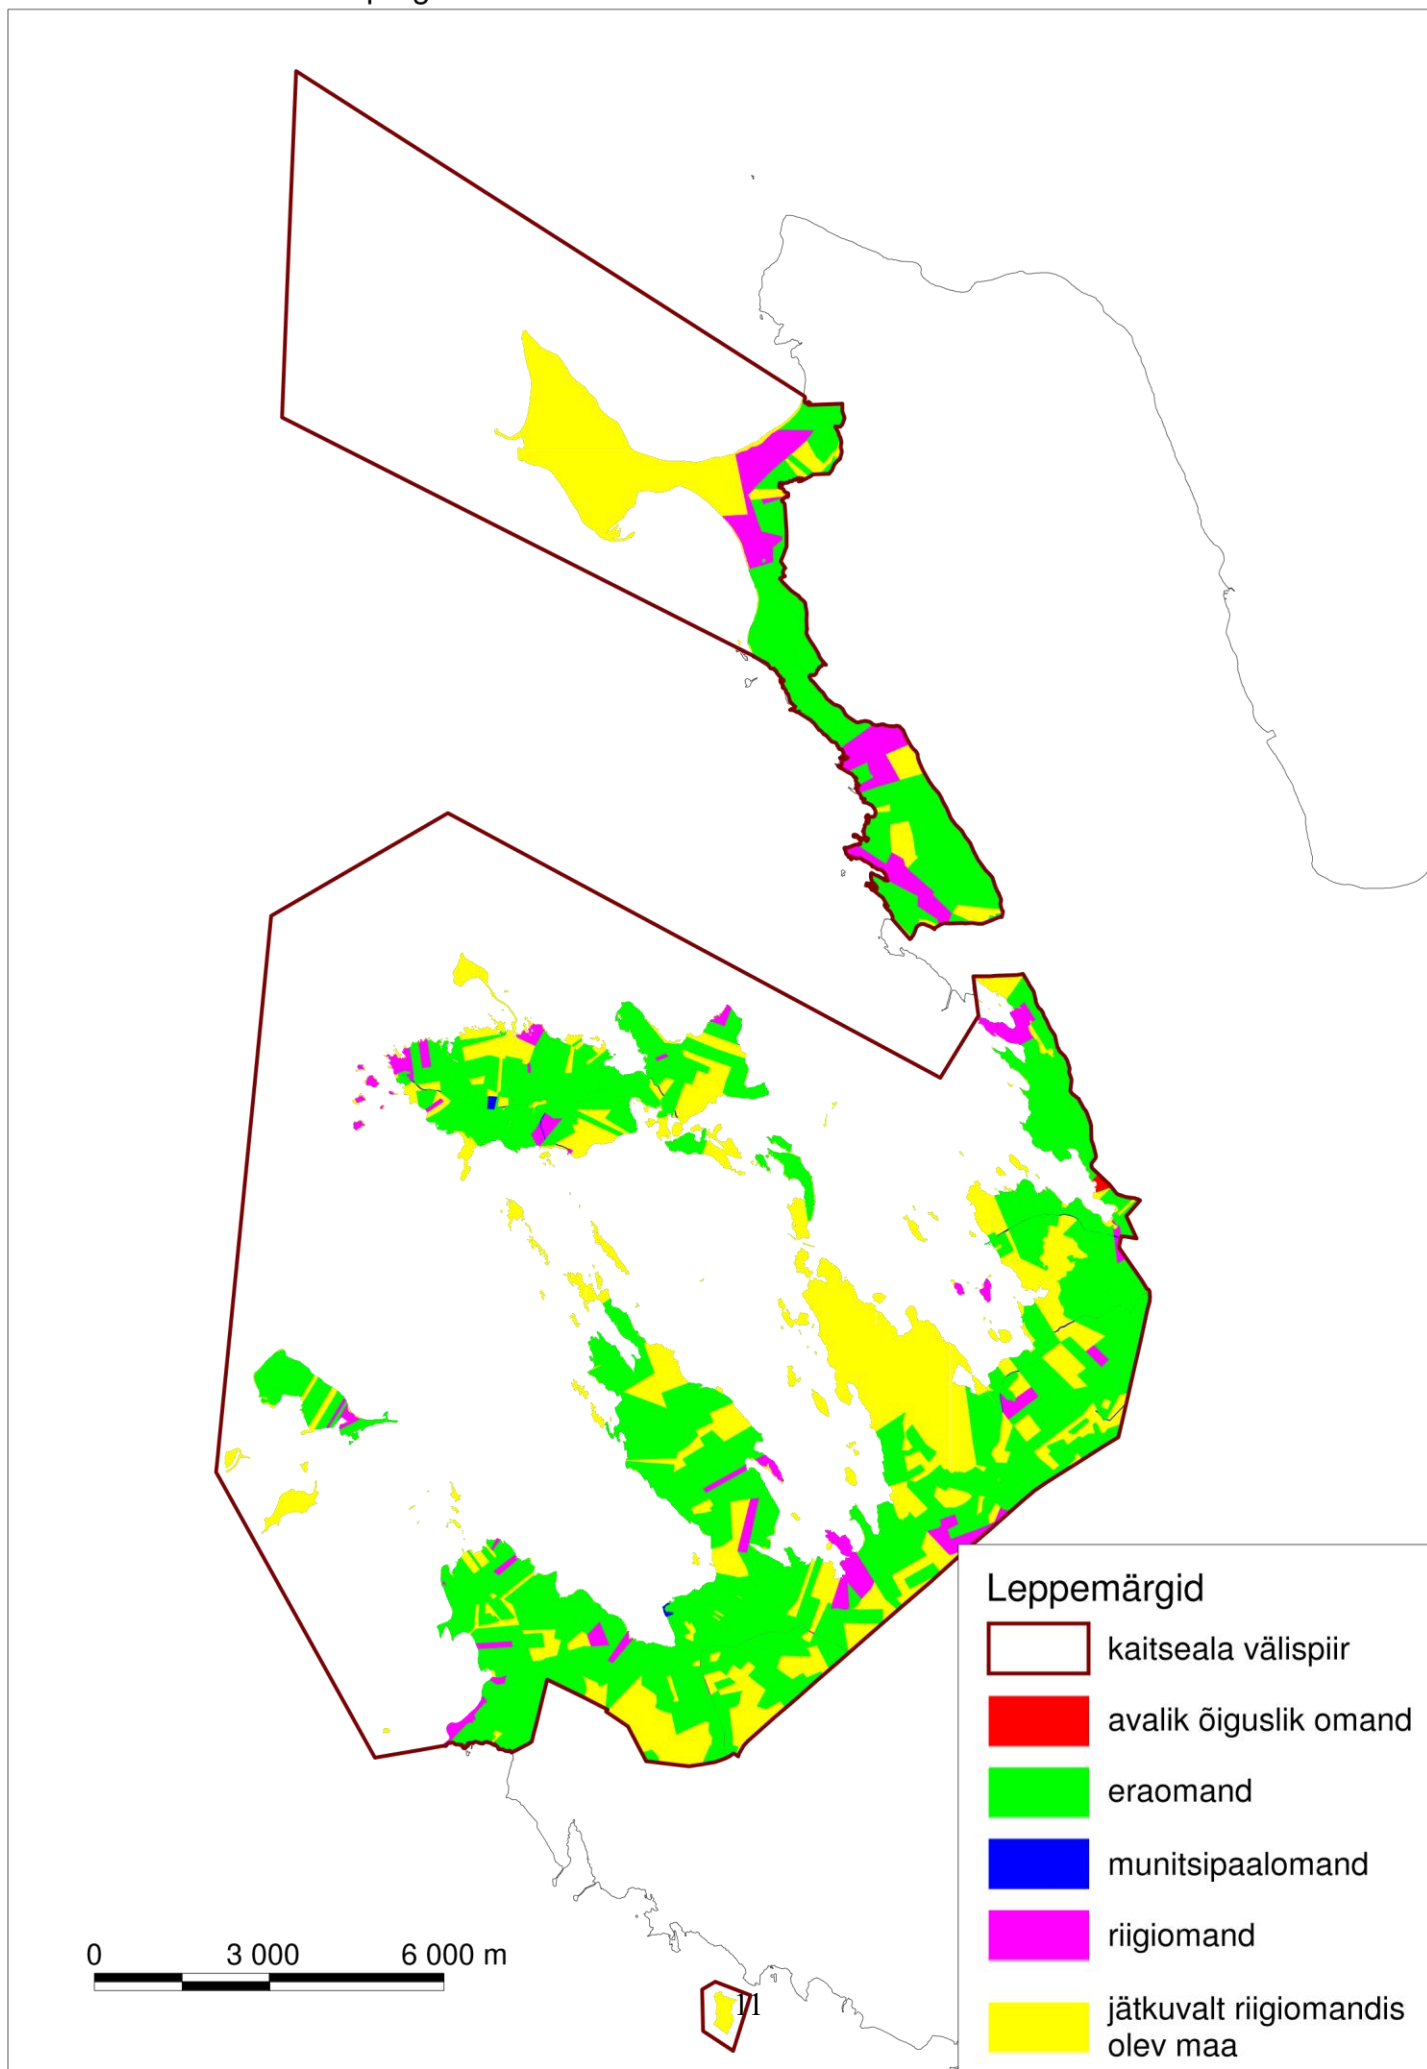 Leppemärgid
kaitseala välispiir
avalik õiguslik omand
eraomand
munitsipaalomand
riigiomand
jätkuvalt riigiomandis
olev maa
0 3 000 6 000 m
11